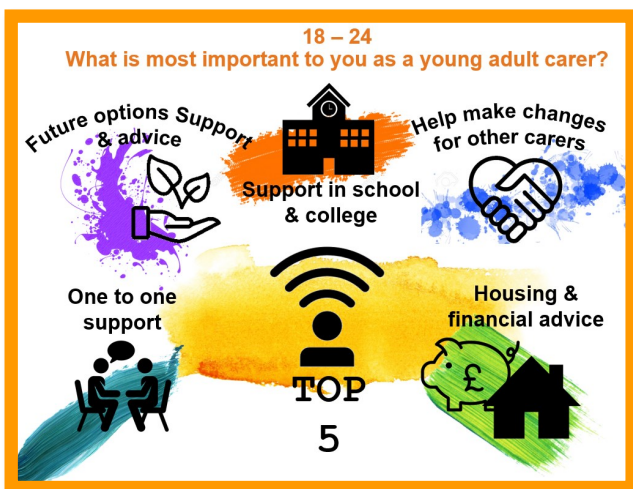 18 – 24
What is most important to you as a young adult carer?
Future options Support
& advice
Support in school
& college
Help make changes
for other carers
One to one
support
Housing &
financial advice
£
TOP
5